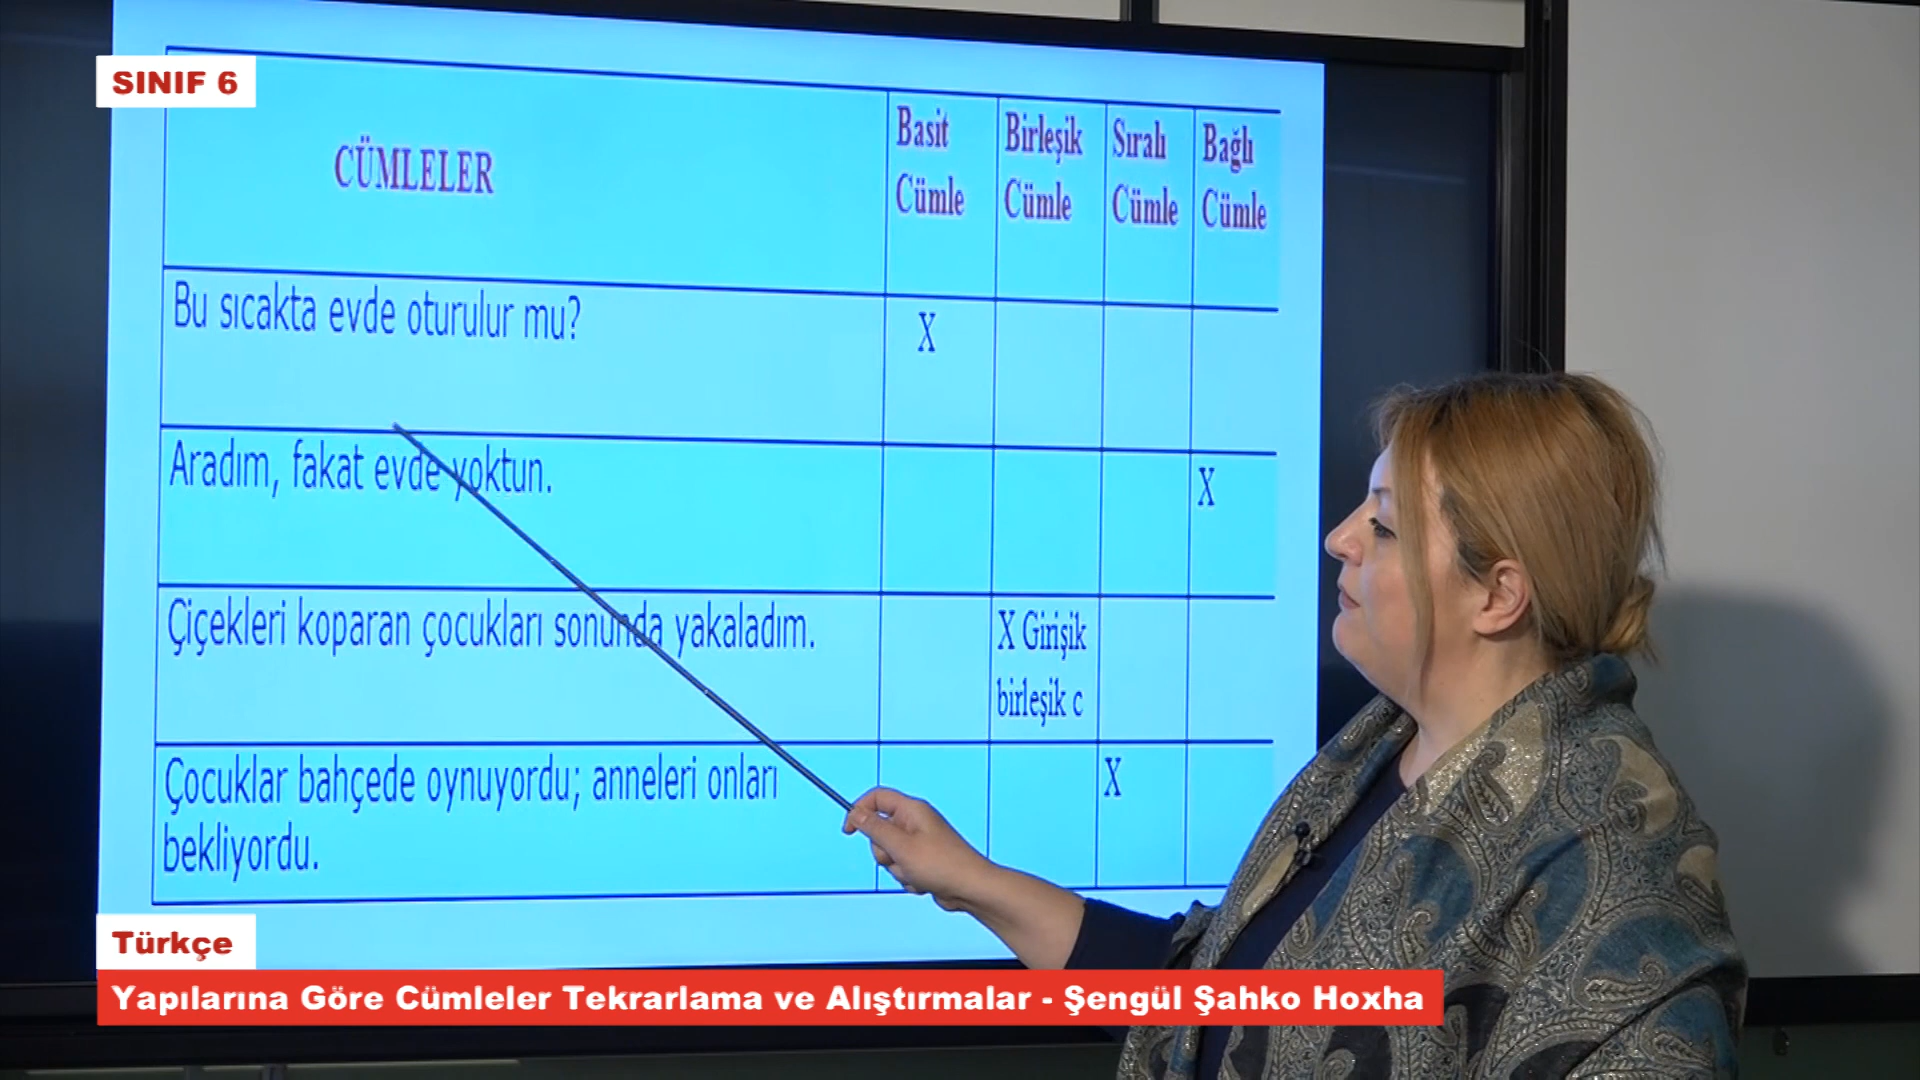 SINIF 6
CÜMLELER
Basit
Cümle
Birleşik
Cümle
Sıralı
Cümle
Bağlı
Cümle
Bu sıcakta evde oturulur mu?
X
Aradım, fakat evde yoktun.
X
Çiçekleri koparan çocukları sonunda yakaladım.
X Girişik
birleşik c
Çocuklar bahçede oynuyordu; anneleri onları
bekliyordu.
X
Türkçe
Yapılarına Göre Cümleler Tekrarlama ve Alıştırmalar - Şengül Şahko Hoxha